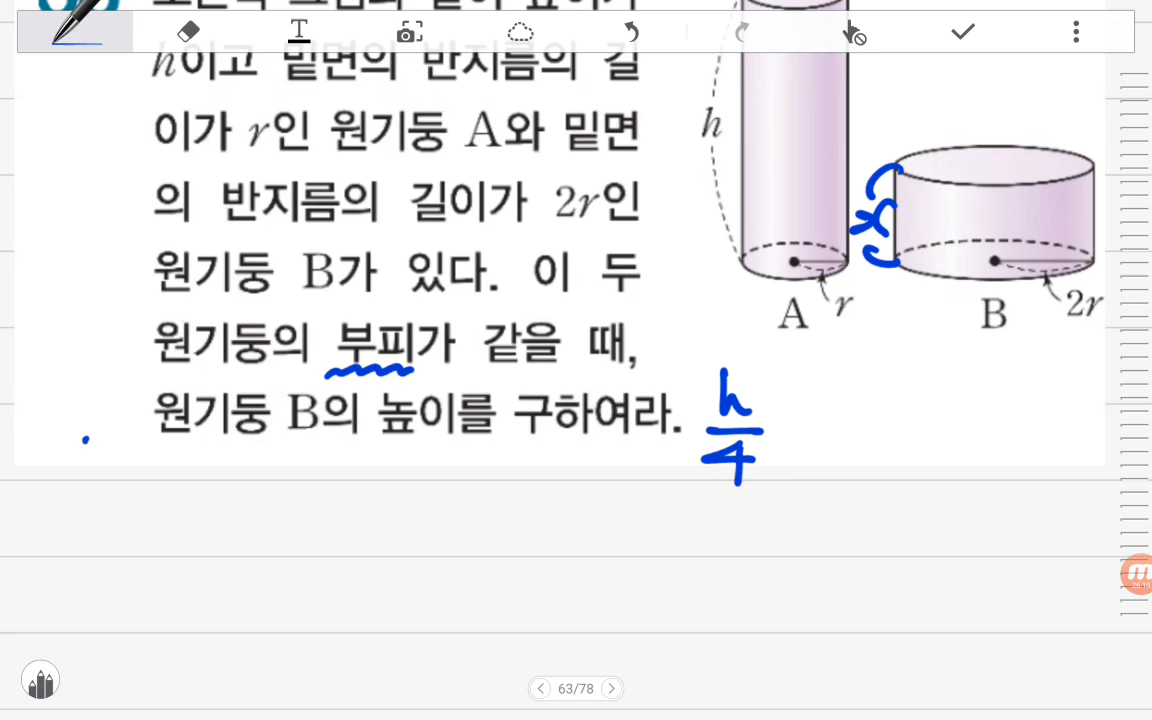 h이고 밑면의 반지름의 길
이가 r인 원기둥 A와 밑면
의 반지름의 길이가 2r인
원기둥 B가 있다. 이 두
원기둥의 부피가 같을 때,
원기둥 B의 높이를 구하여라.
h/4
h
x
A
r
B
2r
T
63/78